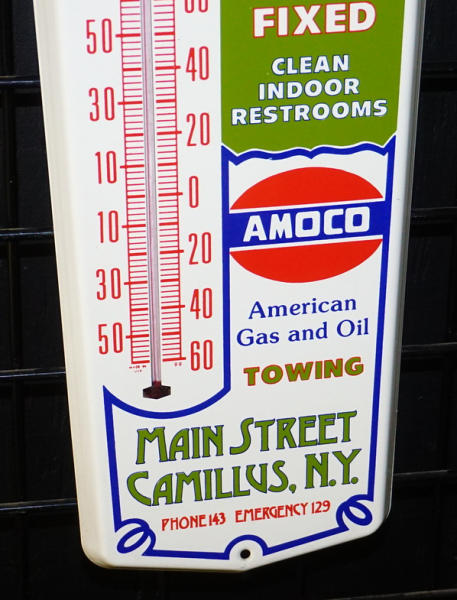 FIXED
CLEAN
INDOOR
RESTROOMS
50
40
30
20
10
0
10
20
30
40
50
60
AMOCO
American
Gas and Oil
TOWING
MAIN STREET
CAMILLUS, N.Y.
PHONE 143 EMERGENCY 129